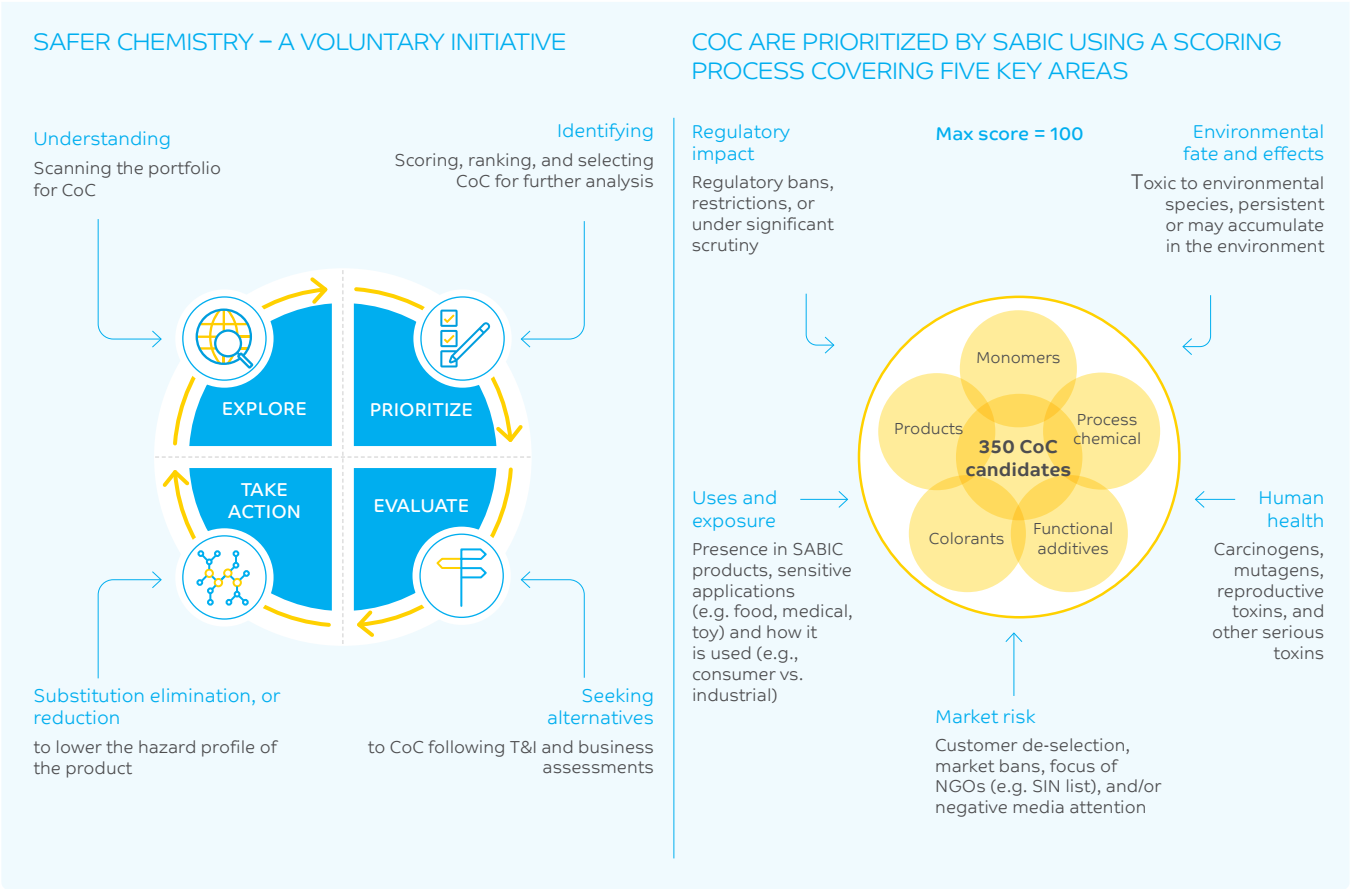 SAFER CHEMISTRY – A VOLUNTARY INITIATIVE
Understanding
Scanning the portfolio
for CoC
Identifying
Scoring, ranking, and selecting
CoC for further analysis
EXPLORE
PRIORITIZE
TAKE
ACTION
EVALUATE
Substitution elimination, or
reduction
to lower the hazard profile of
the product
Seeking
alternatives
to CoC following T&I and business
assessments
COC ARE PRIORITIZED BY SABIC USING A SCORING
PROCESS COVERING FIVE KEY AREAS
Regulatory
impact
Regulatory bans,
restrictions, or
under significant
scrutiny
Max score = 100
Environmental
fate and effects
Toxic to environmental
species, persistent
or may accumulate
in the environment
Monomers
Products
Process
chemical
350 CoC
candidates
Colorants
Functional
additives
Uses and
exposure
Presence in SABIC
products, sensitive
applications
(e.g. food, medical,
toy) and how it
is used (e.g.,
consumer vs.
industrial)
Human
health
Carcinogens,
mutagens,
reproductive
toxins, and
other serious
toxins
Market risk
Customer de-selection,
market bans, focus of
NGOs (e.g. SIN list), and/or
negative media attention